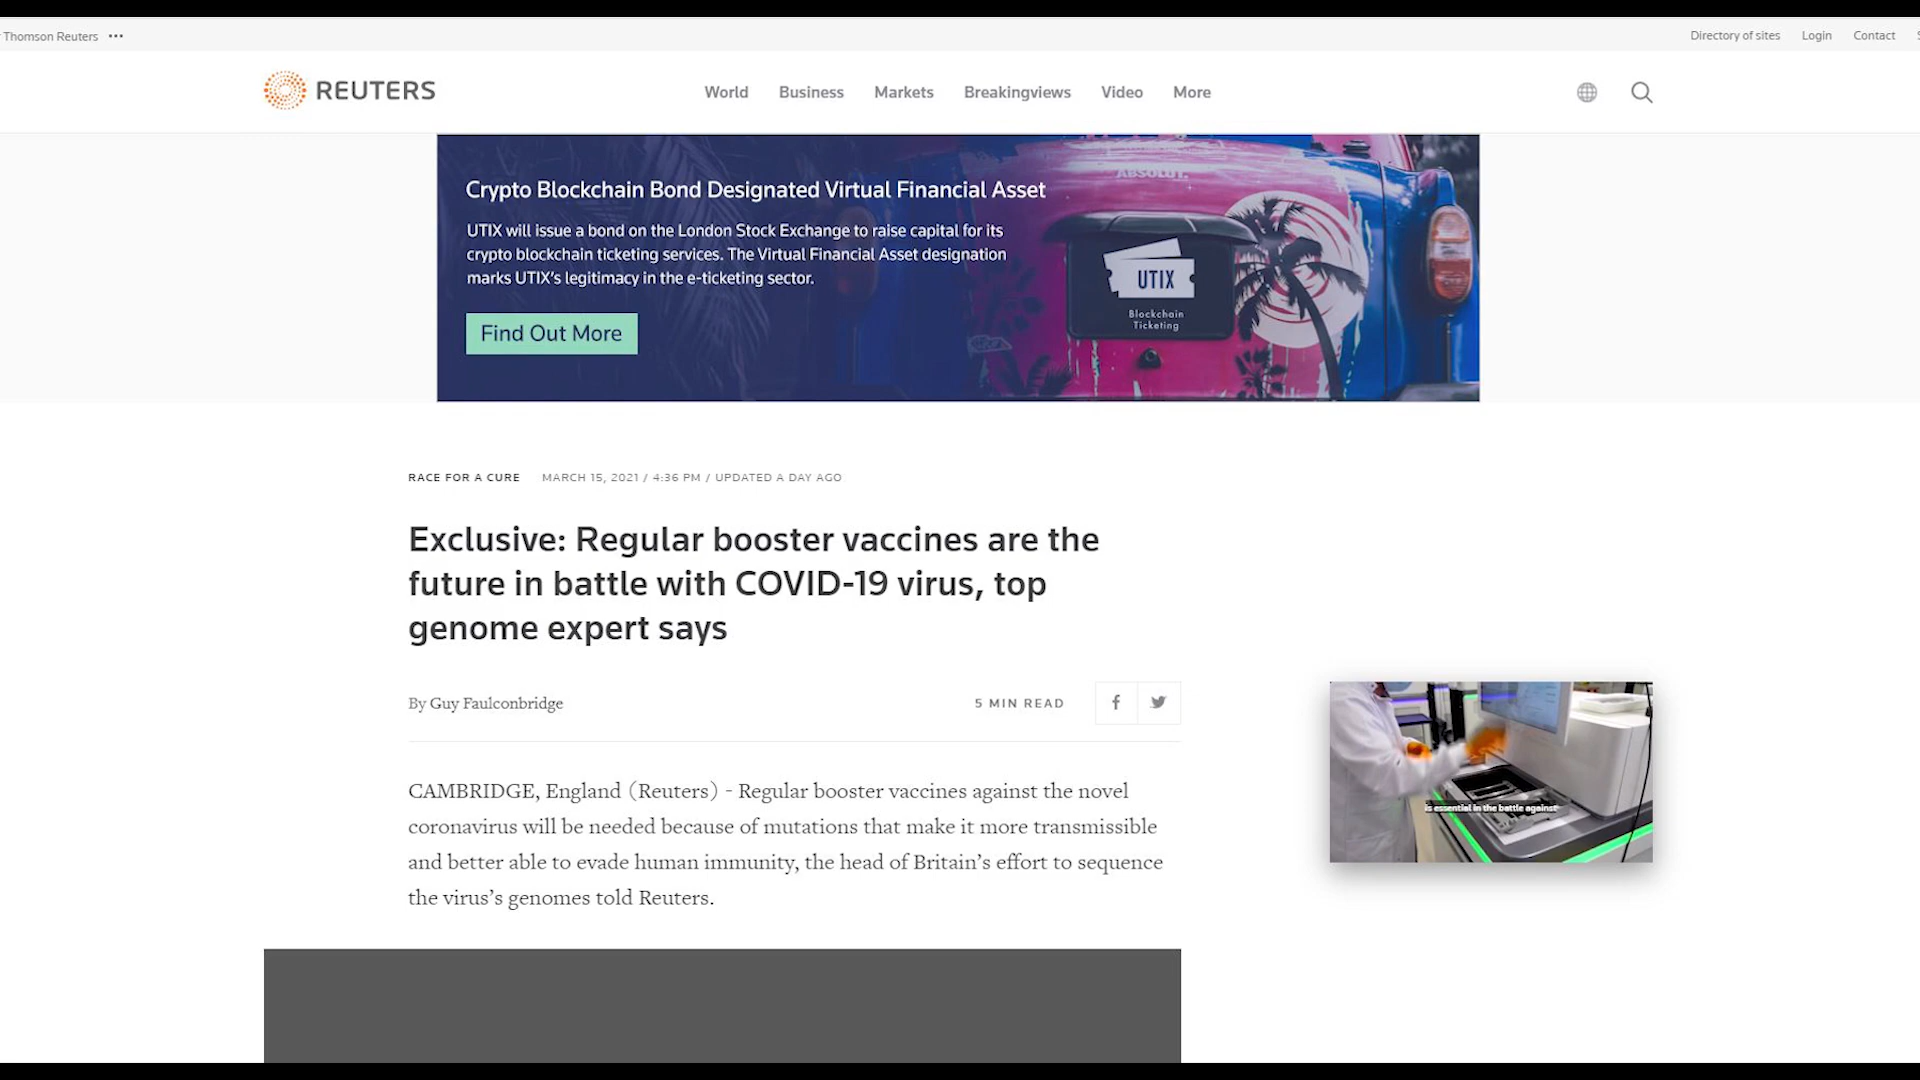 Thomson Reuters •••
Directory of sites Login Contact
REUTERS
World Business Markets Breakingviews Video More
ABSOLUT.
Crypto Blockchain Bond Designated Virtual Financial Asset
UTIX will issue a bond on the London Stock Exchange to raise capital for its
crypto blockchain ticketing services. The Virtual Financial Asset designation
marks UTIX's legitimacy in the e-ticketing sector.
Find Out More
UTIX
Blockchain
Ticketing
RACE FOR A CURE MARCH 15, 2021 / 4:36 PM / UPDATED A DAY AGO
Exclusive: Regular booster vaccines are the
future in battle with COVID-19 virus, top
genome expert says
By Guy Faulconbridge
5 MIN READ
is essential in the battle against
CAMBRIDGE, England (Reuters) - Regular booster vaccines against the novel
coronavirus will be needed because of mutations that make it more transmissible
and better able to evade human immunity, the head of Britain's effort to sequence
the virus's genomes told Reuters.